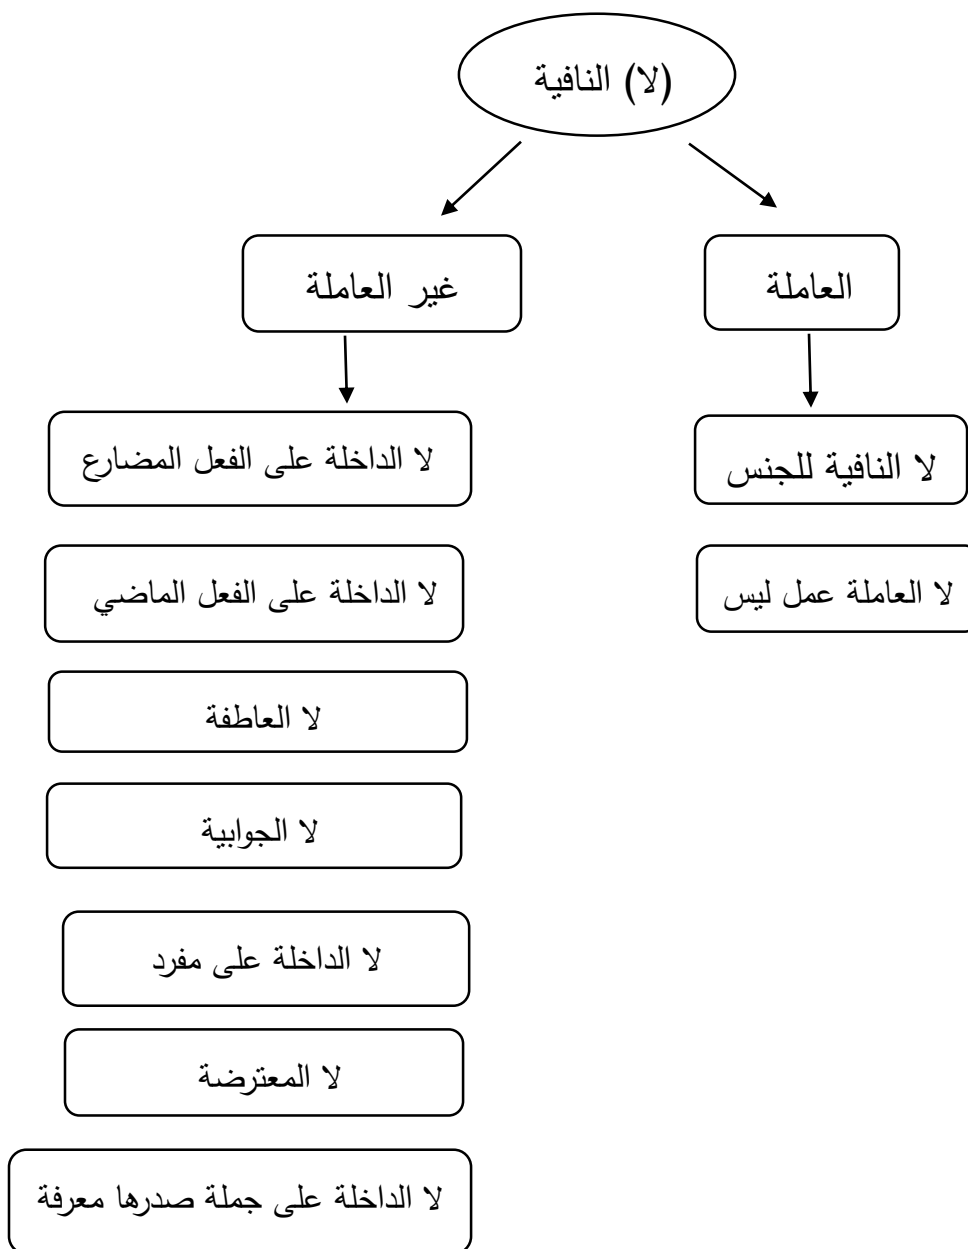 (لا) النافية
العاملة
غير العاملة
لا النافية للجنس
لا العاملة عمل ليس
لا الداخلة على الفعل المضارع
لا الداخلة على الفعل الماضي
لا العاطفة
لا الجوابية
لا الداخلة على مفرد
لا المعترضة
لا الداخلة على جملة صدرها معرفة